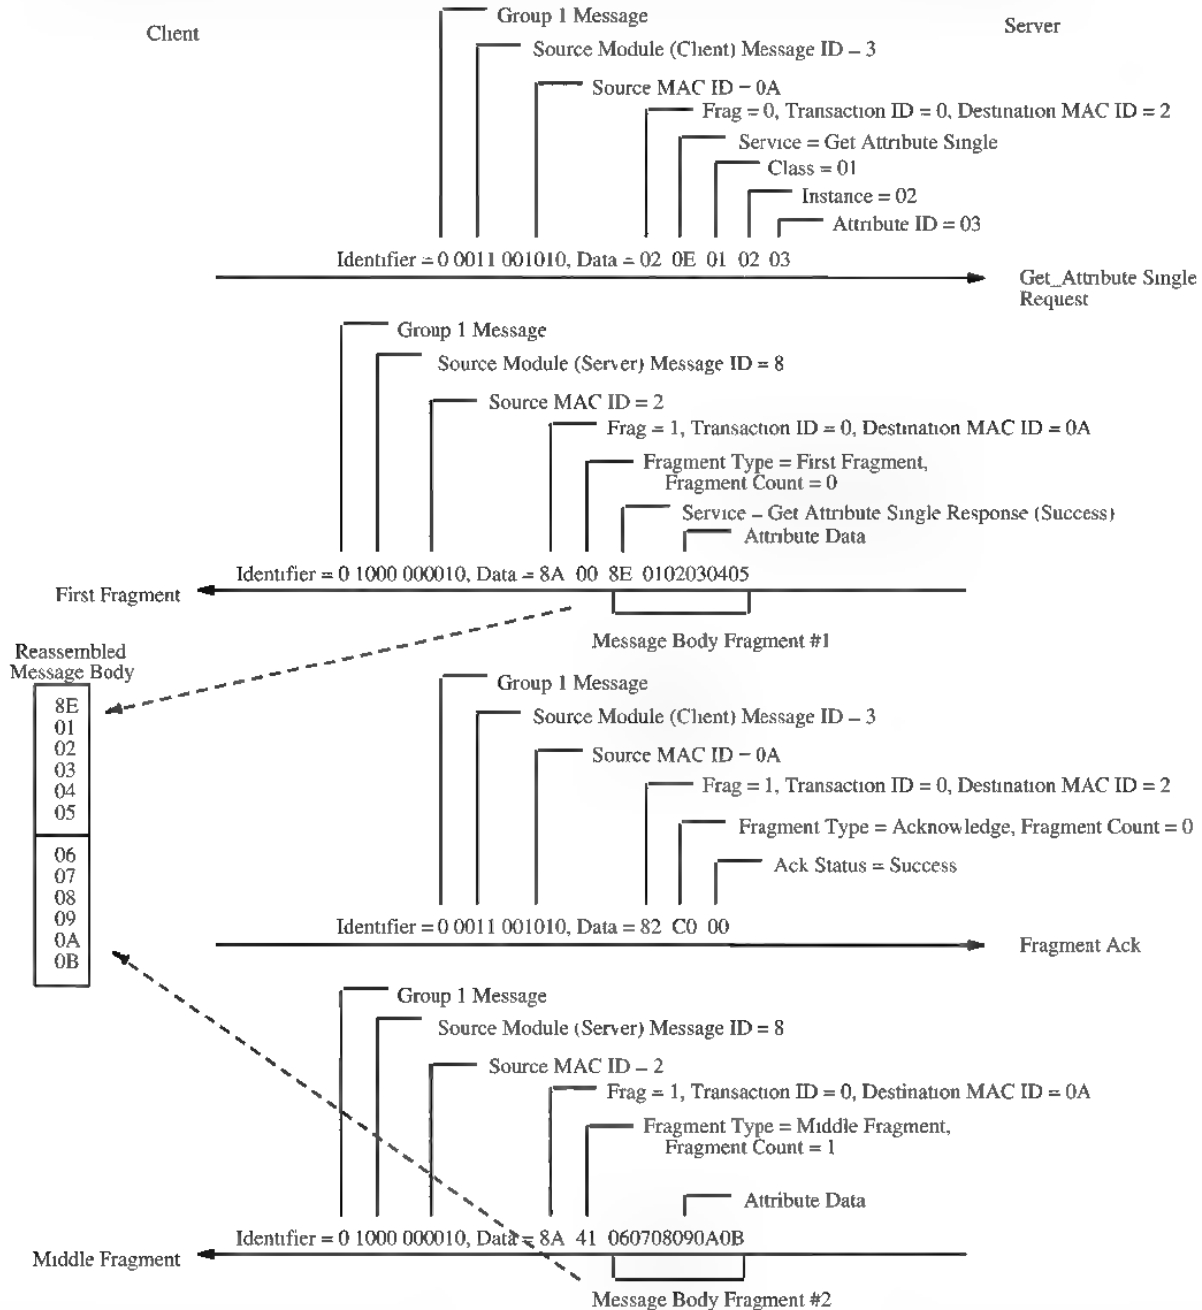 Client
Server
Group 1 Message
Source Module (Client) Message ID – 3
Source MAC ID – 0A
Frag = 0, Transaction ID = 0, Destination MAC ID = 2
Service = Get Attribute Single
Class = 01
Instance = 02
Attribute ID = 03
Identifier = 0 0011 001010, Data = 02 0E 01 02 03
Get_Attribute Single
Request
Group 1 Message
Source Module (Server) Message ID = 8
Source MAC ID = 2
Frag = 1, Transaction ID = 0, Destination MAC ID = 0A
Fragment Type = First Fragment,
Fragment Count = 0
Service – Get Attribute Single Response (Success)
Attribute Data
Identifier = 0 1000 000010, Data = 8A 00 8E 0102030405
First Fragment
Message Body Fragment #1
Reassembled
Message Body
8E
01
02
03
04
05
06
07
08
09
0A
0B
Group 1 Message
Source Module (Client) Message ID – 3
Source MAC ID – 0A
Frag = 1, Transaction ID = 0, Destination MAC ID = 2
Fragment Type = Acknowledge, Fragment Count = 0
Ack Status = Success
Identifier = 0 0011 001010, Data = 82 C0 00
Fragment Ack
Group 1 Message
Source Module (Server) Message ID = 8
Source MAC ID – 2
Frag = 1, Transaction ID = 0, Destination MAC ID = 0A
Fragment Type = Middle Fragment,
Fragment Count = 1
Attribute Data
Identifier = 0 1000 000010, Data = 8A 41 060708090A0B
Middle Fragment
Message Body Fragment #2